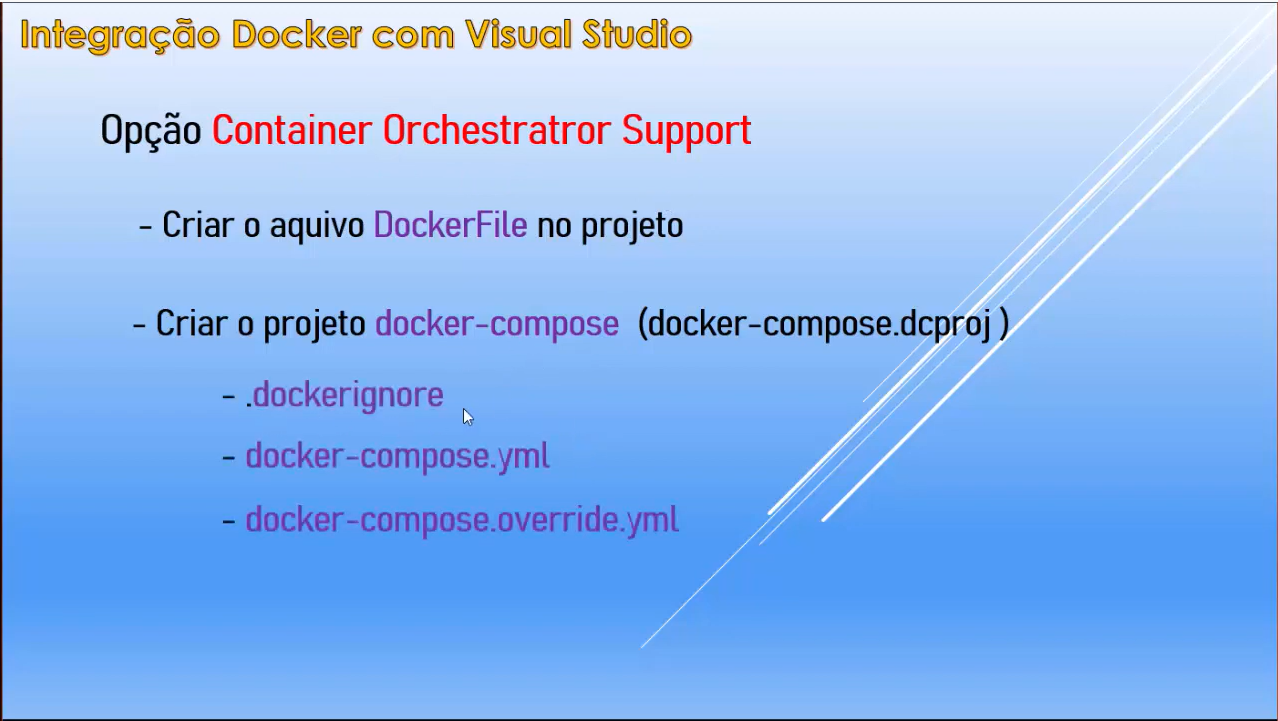 Integração Docker com Visual Studio
Opção Container Orchestratror Support
- Criar o aquivo DockerFile no projeto
- Criar o projeto docker-compose (docker-compose.dcproj )
- .dockerignore
- docker-compose.yml
- docker-compose.override.yml